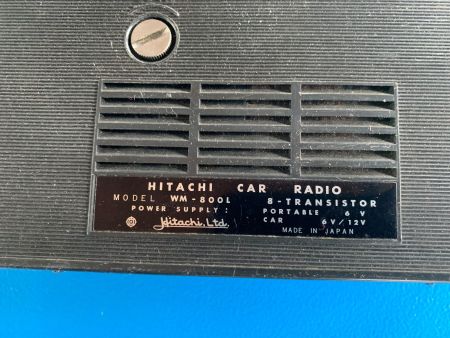 HITACHI CAR RADIO
MODEL WM-800L 8-TRANSISTOR
POWER SUPPLY: PORTABLE 6V
Hitachi, Ltd. CAR 6V/12V
MADE IN JAPAN